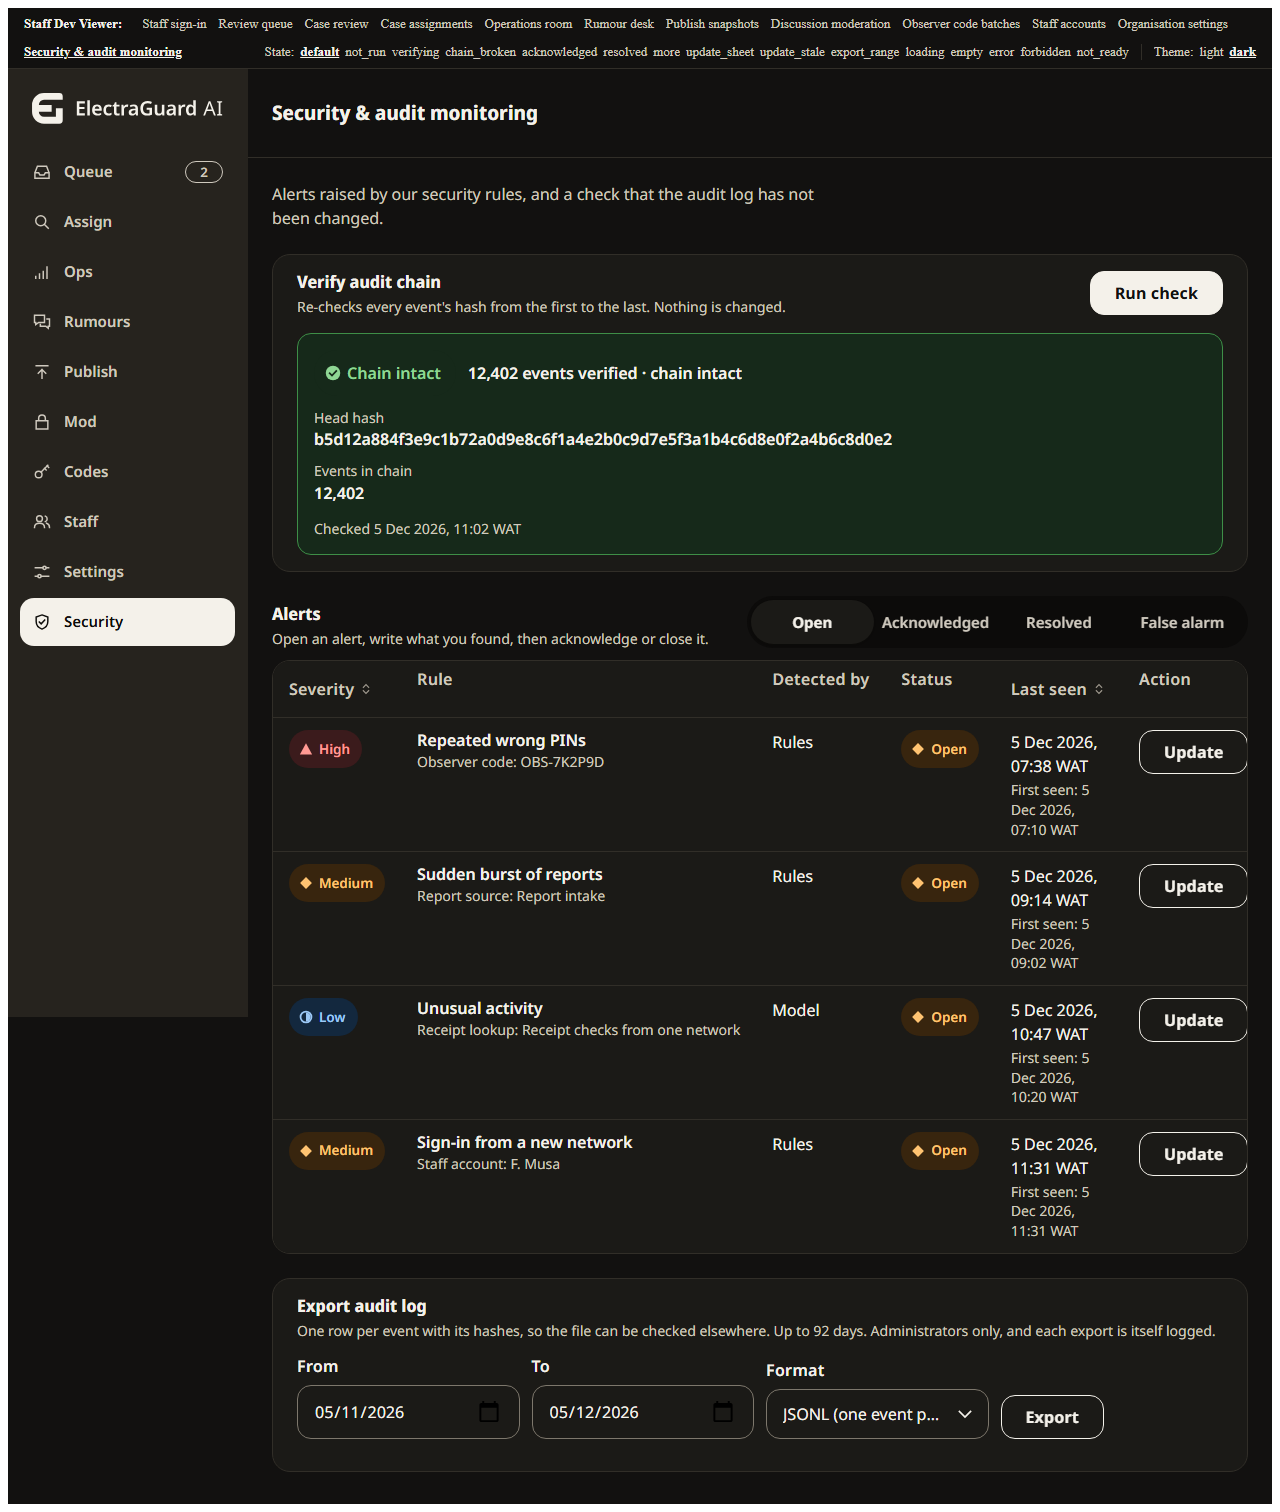 Staff Dev Viewer: Staff sign-in Review queue Case review Case assignments Operations room Rumour desk Publish snapshots Discussion moderation Observer code batches Staff accounts Organisation settings
Security & audit monitoring State: default not_run verifying chain_broken acknowledged resolved more update_sheet update_stale export_range loading empty error forbidden not_ready Theme: light dark
ElectraGuard AI
Queue 2
Assign
Ops
Rumours
Publish
Mod
Codes
Staff
Settings
Security
Security & audit monitoring
Alerts raised by our security rules, and a check that the audit log has not
been changed.
Verify audit chain
Re-checks every event's hash from the first to the last. Nothing is changed.
Run check
Chain intact 12,402 events verified · chain intact
Head hash
b5d12a884f3e9c1b72a0d9e8c6f1a4e2b0c9d7e5f3a1b4c6d8e0f2a4b6c8d0e2
Events in chain
12,402
Checked 5 Dec 2026, 11:02 WAT
Alerts
Open an alert, write what you found, then acknowledge or close it.
Open Acknowledged Resolved False alarm
Severity Rule Detected by Status Last seen Action
High Repeated wrong PINs Rules Open 5 Dec 2026, Update
Observer code: OBS-7K2P9D 07:38 WAT
First seen: 5
Dec 2026,
07:10 WAT
Medium Sudden burst of reports Rules Open 5 Dec 2026, Update
Report source: Report intake 09:14 WAT
First seen: 5
Dec 2026,
09:02 WAT
Low Unusual activity Model Open 5 Dec 2026, Update
Receipt lookup: Receipt checks from one network 10:47 WAT
First seen: 5
Dec 2026,
10:20 WAT
Medium Sign-in from a new network Rules Open 5 Dec 2026, Update
Staff account: F. Musa 11:31 WAT
First seen: 5
Dec 2026,
11:31 WAT
Export audit log
One row per event with its hashes, so the file can be checked elsewhere. Up to 92 days. Administrators only, and each export is itself logged.
From To Format
05/11/2026 05/12/2026 JSONL (one event p... Export